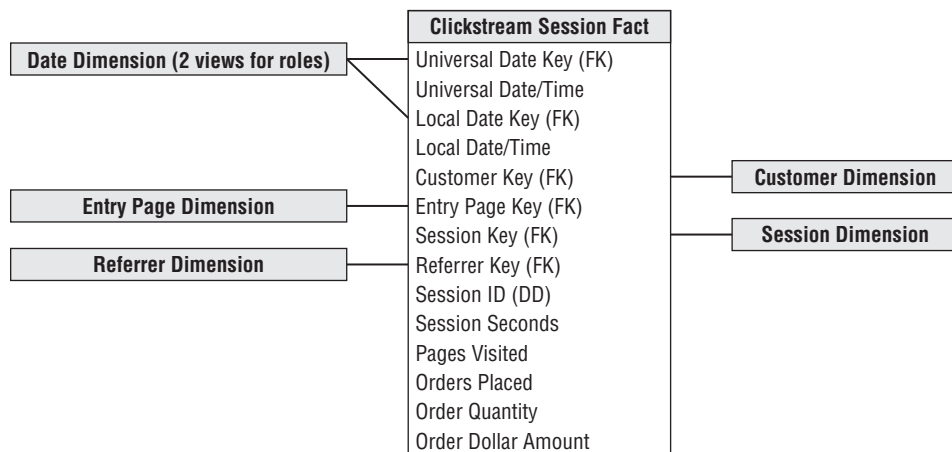 Clickstream Session Fact
Date Dimension (2 views for roles)
Universal Date Key (FK)
Universal Date/Time
Local Date Key (FK)
Local Date/Time
Customer Key (FK)
Customer Dimension
Entry Page Dimension
Entry Page Key (FK)
Session Key (FK)
Session Dimension
Referrer Dimension
Referrer Key (FK)
Session ID (DD)
Session Seconds
Pages Visited
Orders Placed
Order Quantity
Order Dollar Amount